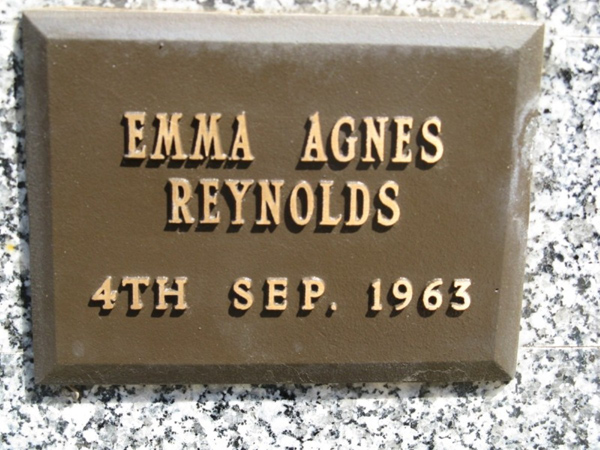 EMMA AGNES
REYNOLDS
4TH SEP. 1963